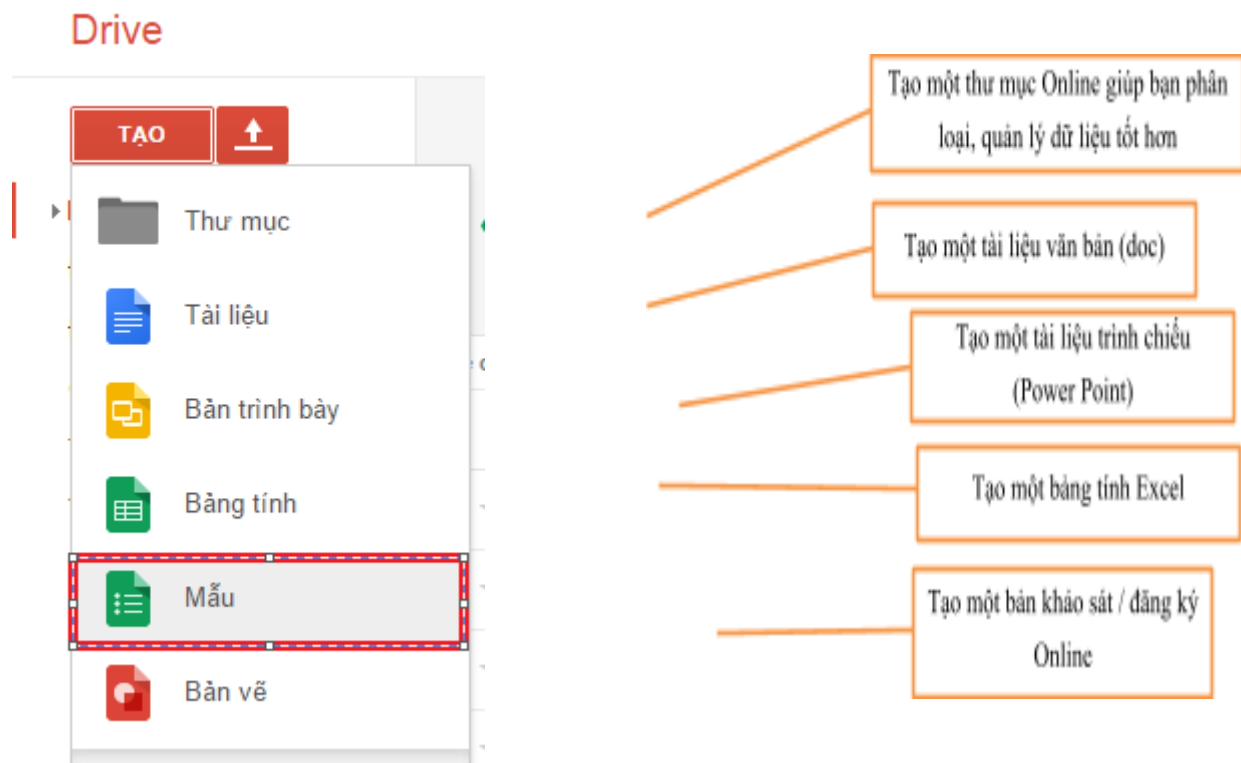 Drive
TẠO
Thư mục
Tài liệu
Bản trình bày
Bảng tính
Mẫu
Bản vẽ
Tạo một thư mục Online giúp bạn phân
loại, quản lý dữ liệu tốt hơn
Tạo một tài liệu văn bản (doc)
Tạo một tài liệu trình chiếu
(Power Point)
Tạo một bảng tính Excel
Tạo một bản khảo sát / đăng ký
Online